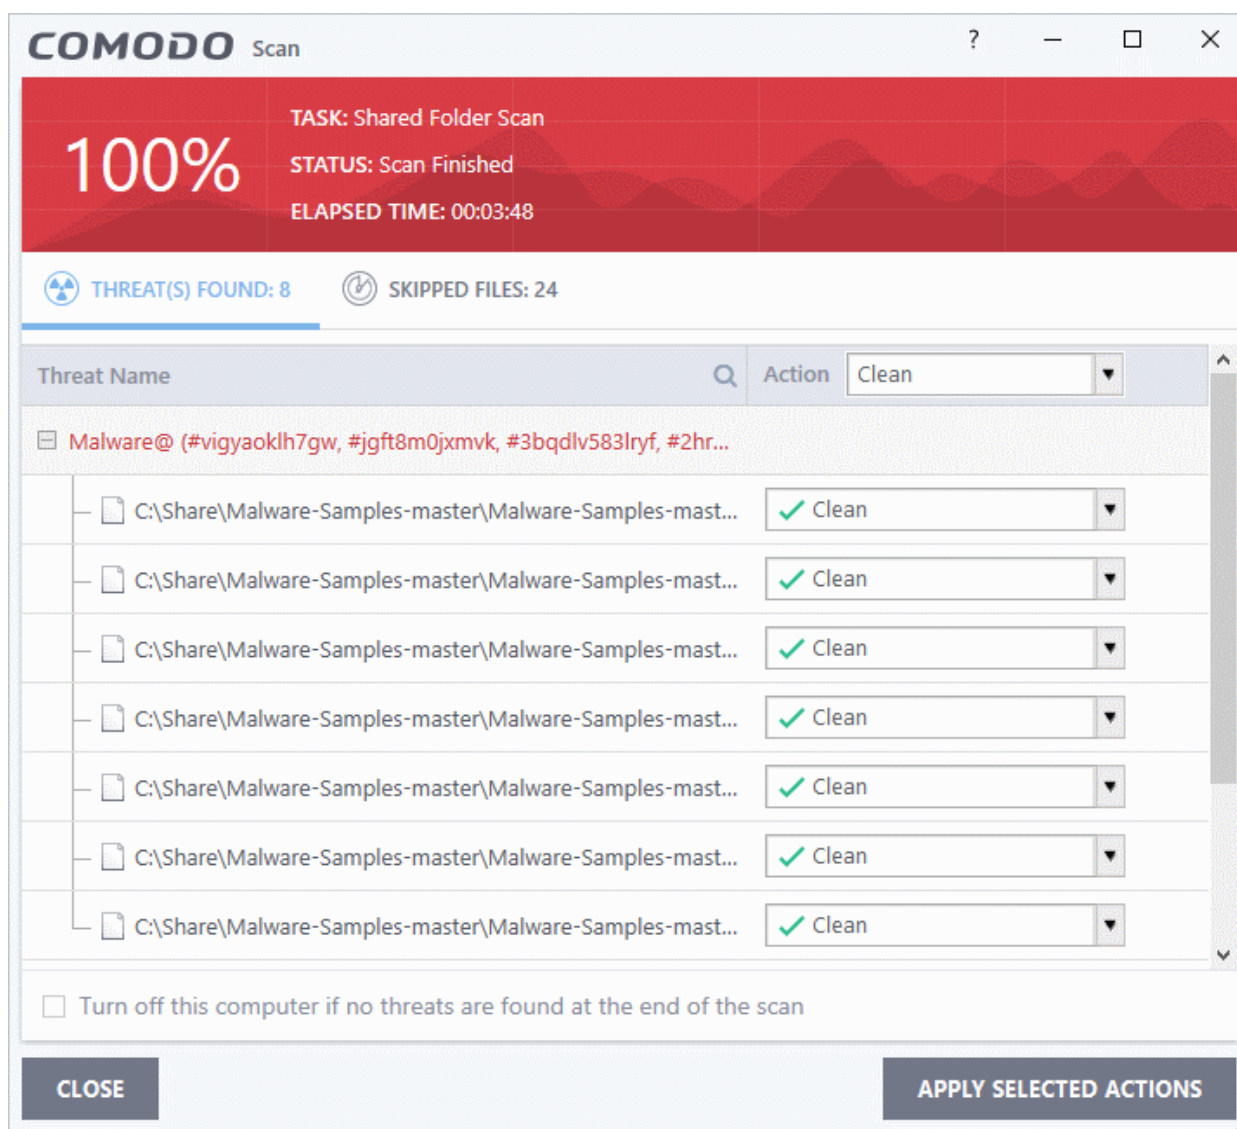 COMODO Scan ?
100%
TASK: Shared Folder Scan
STATUS: Scan Finished
ELAPSED TIME: 00:03:48
THREAT(S) FOUND: 8 SKIPPED FILES: 24
Threat Name Action Clean
Malware@ (#vigyaoklh7gw, #jgft8m0jxmvk, #3bqdlv583lryf, #2hr...
C:\Share\Malware-Samples-master\Malware-Samples-mast... Clean
C:\Share\Malware-Samples-master\Malware-Samples-mast... Clean
C:\Share\Malware-Samples-master\Malware-Samples-mast... Clean
C:\Share\Malware-Samples-master\Malware-Samples-mast... Clean
C:\Share\Malware-Samples-master\Malware-Samples-mast... Clean
C:\Share\Malware-Samples-master\Malware-Samples-mast... Clean
C:\Share\Malware-Samples-master\Malware-Samples-mast... Clean
Turn off this computer if no threats are found at the end of the scan
CLOSE APPLY SELECTED ACTIONS